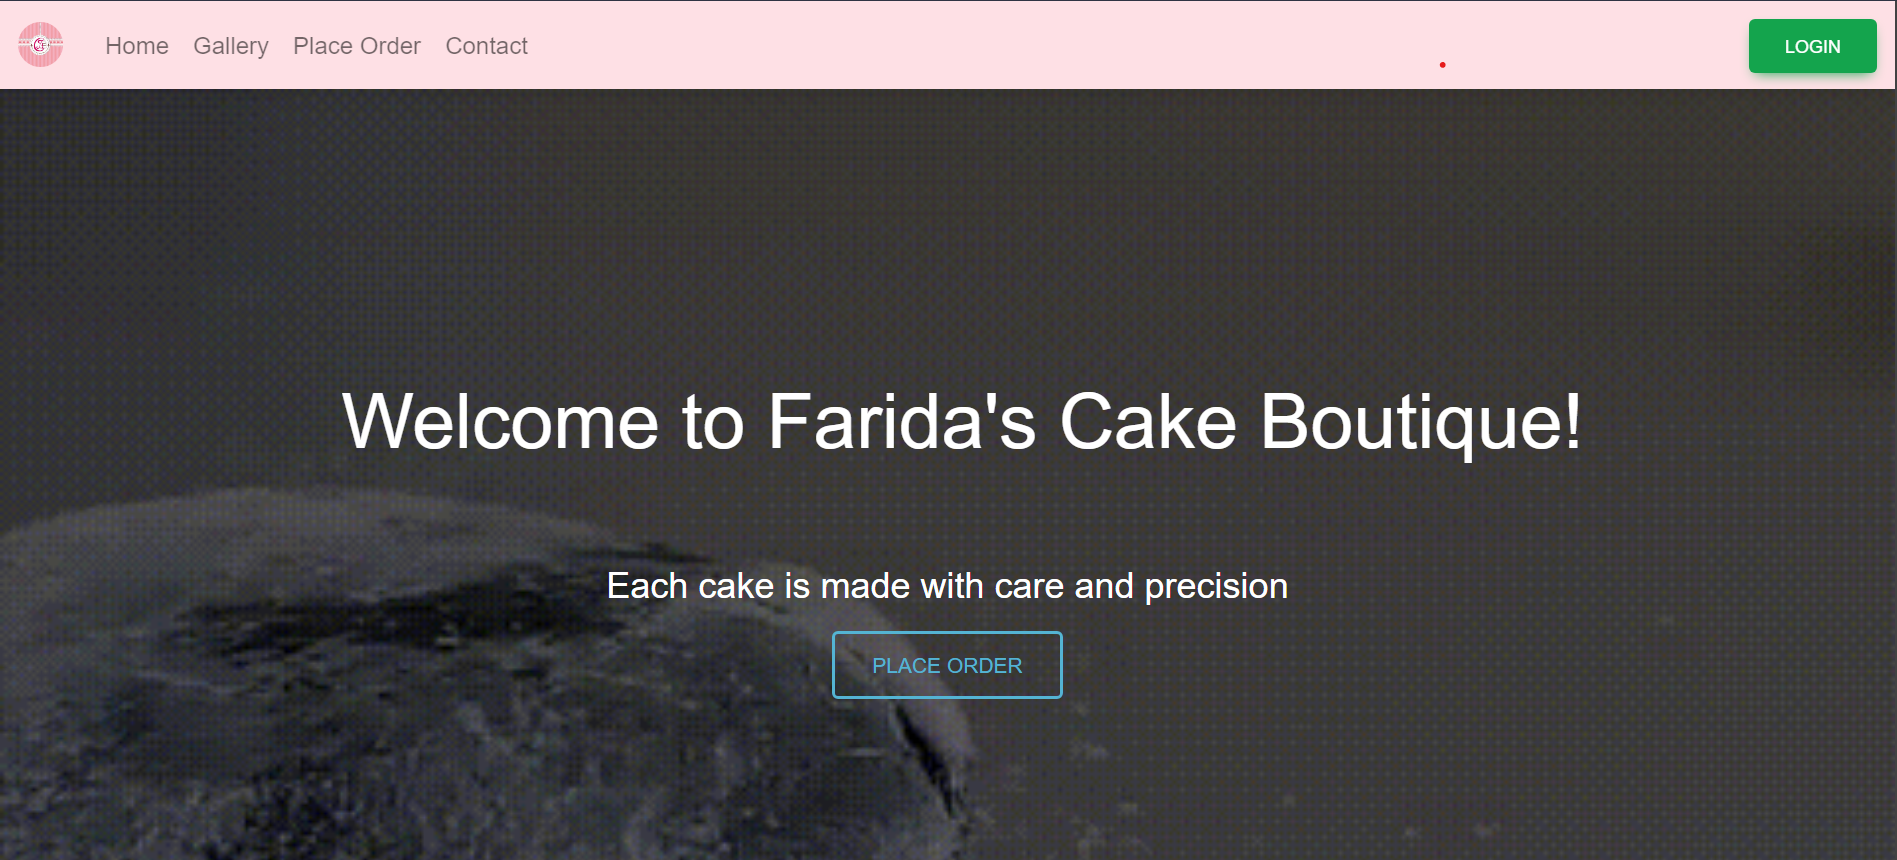 Home Gallery Place Order Contact LOGIN
Welcome to Farida's Cake Boutique!
Each cake is made with care and precision
PLACE ORDER